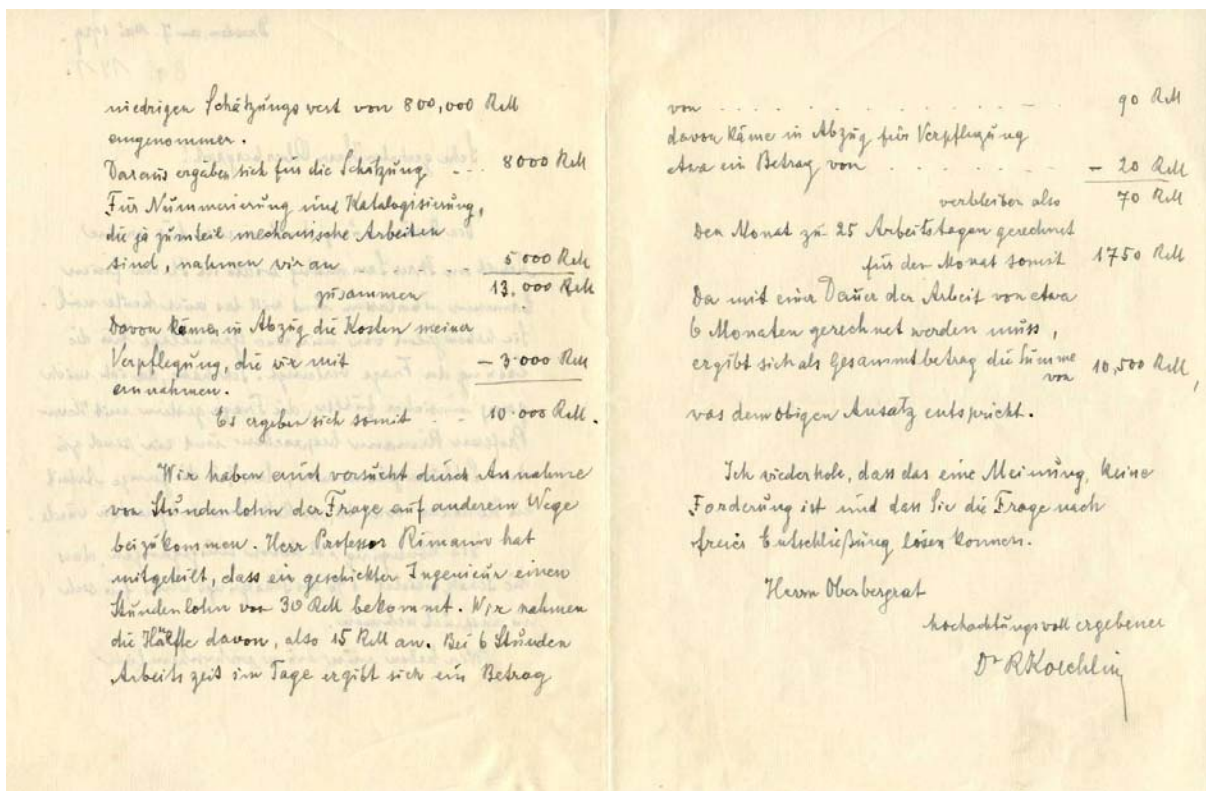 niedrigen Schätzungswert von 800,000 RM
angenommen.
Daraus ergaben sich für die Schätzung . . . 8000 RM
Für Nummerierung und Katalogisierung,
die ja zumteil mechanische Arbeiten
sind, nahmen wir an . . . 5 000 RM
zusammen 13.000 RM
Davon käme in Abzug die Kosten meiner
Verpflegung, die wir mit – 3.000 RM
annahmen.
Es ergeben sich somit . . 10.000 RM.
Wir haben auch versucht durch Annahme
von Stundenlohn der Frage auf anderem Wege
beizukommen. Herr Professor Rimann hat
mitgeteilt, dass ein geschickter Ingenieur einen
Stundenlohn von 30 RM bekommt. Wir nahmen
die Hälfte davon, also 15 RM an. Bei 6 Stunden
Arbeitszeit im Tage ergibt sich ein Betrag
von . . . . . . . . . . . . . . . . 90 RM
davon käme in Abzug für Verpflegung
etwa ein Betrag von . . . . . . . – 20 RM
verbleiben also 70 RM
Den Monat zu 25 Arbeitstagen gerechnet
für den Monat somit 1750 RM
Da mit einer Dauer der Arbeit von etwa
6 Monaten gerechnet werden muss,
ergibt sich als Gesammtbetrag die Summe
von 10,500 RM,
was dem obigen Ansatz entspricht.
Ich wiederhole, dass das eine Meinung, keine
Forderung ist und dass Sie die Frage nach
freier Entschließung lösen können.
Herrn Oberbergrat
hochachtungsvoll ergebener
Dr R Koechlin